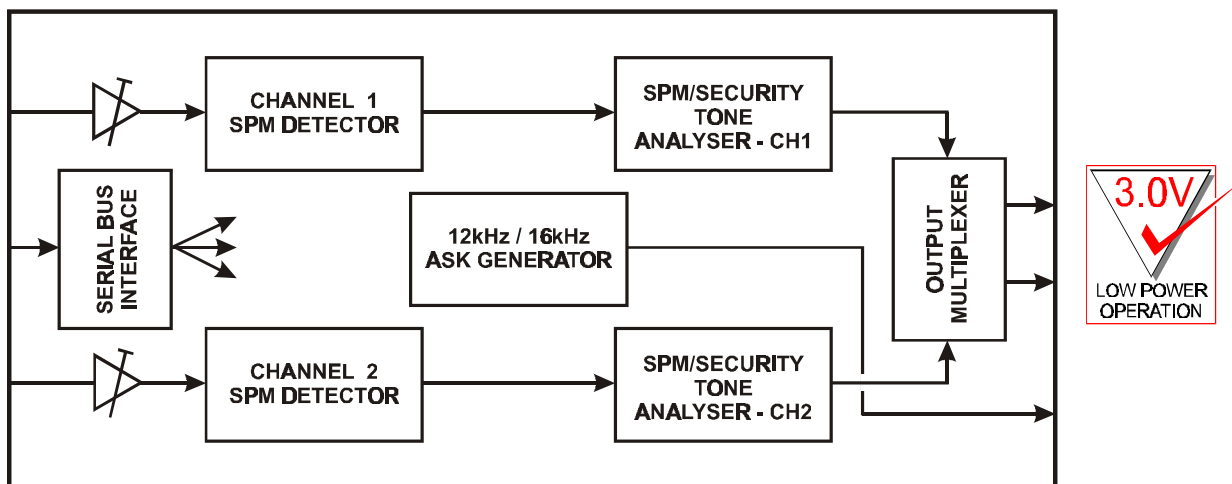 CHANNEL 1
SPM DETECTOR
SPM/SECURITY
TONE
ANALYSER - CH1
SERIAL BUS
INTERFACE
12kHz / 16kHz
ASK GENERATOR
OUTPUT
MULTIPLEXER
3.0V
LOW POWER
OPERATION
CHANNEL 2
SPM DETECTOR
SPM/SECURITY
TONE
ANALYSER - CH2